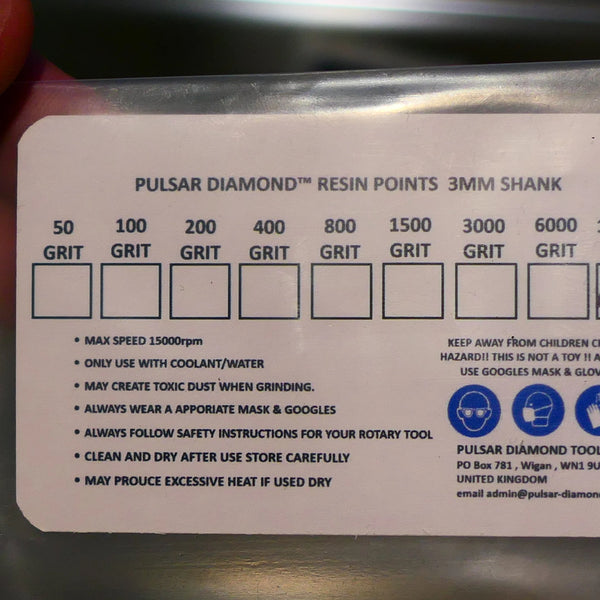 PULSAR DIAMOND™ RESIN POINTS 3MM SHANK
50 100 200 400 800 1500 3000 6000
GRIT GRIT GRIT GRIT GRIT GRIT GRIT GRIT
• MAX SPEED 15000rpm
• ONLY USE WITH COOLANT/WATER
• MAY CREATE TOXIC DUST WHEN GRINDING.
• ALWAYS WEAR A APPORIATE MASK & GOOGLES
• ALWAYS FOLLOW SAFETY INSTRUCTIONS FOR YOUR ROTARY TOOL
• CLEAN AND DRY AFTER USE STORE CAREFULLY
• MAY PROUCE EXCESSIVE HEAT IF USED DRY
KEEP AWAY FROM CHILDREN
HAZARD!! THIS IS NOT A TOY !!
USE GOOGLES MASK &
PULSAR DIAMOND
PO Box 781 , Wigan , WN1
UNITED KINGDOM
email